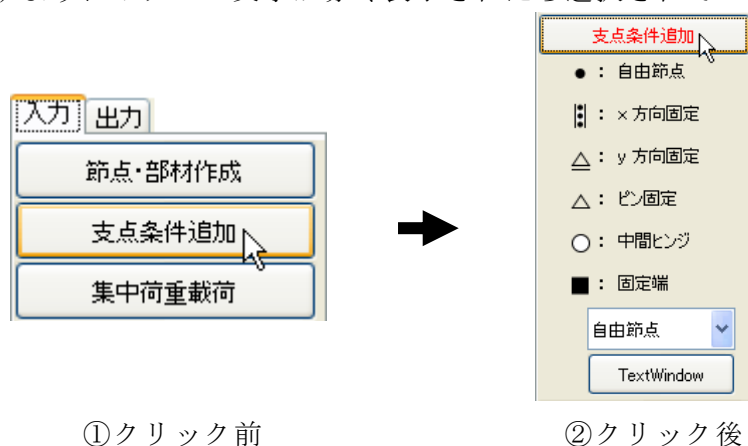 入力 出力
節点・部材作成
支点条件追加
集中荷重載荷
①クリック前
支点条件追加
● : 自由節点
: x方向固定
: y方向固定
△ : ピン固定
○ : 中間ヒンジ
■ : 固定端
自由節点
TextWindow
②クリック後